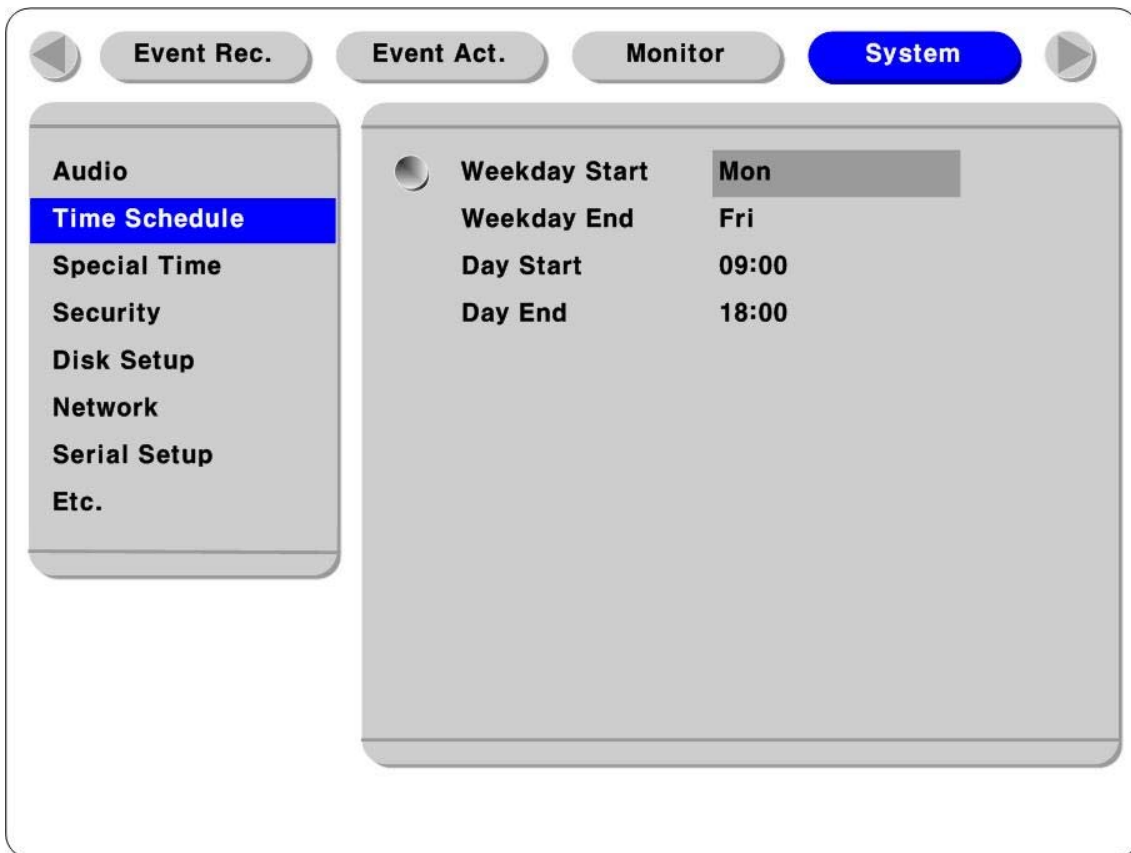 Event Rec. Event Act. Monitor System
Audio
Time Schedule
Special Time
Security
Disk Setup
Network
Serial Setup
Etc.
Weekday Start Mon
Weekday End Fri
Day Start 09:00
Day End 18:00